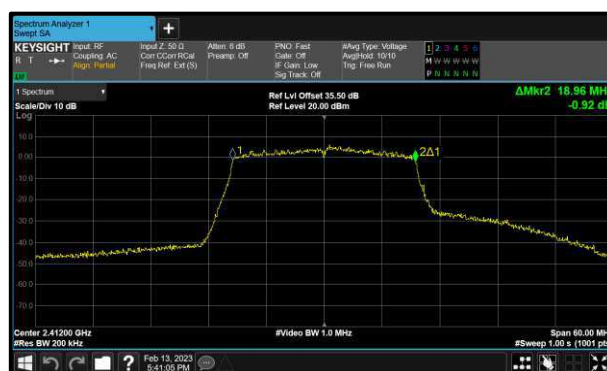 Spectrum Analyzer 1
Swept SA
KEYSIGHT
R T
LXI
Input: RF
Coupling: AC
Align: Partial
Input Z: 50 Ω
Corr CCorr RCal
Freq Ref: Ext (S)
Atten: 6 dB
Preamp: Off
PNO: Fast
Gate: Off
IF Gain: Low
Sig Track: Off
#Avg Type: Voltage
Avg|Hold: 10/10
Trig: Free Run
1 2 3 4 5 6
M W W W W W
P N N N N N
1 Spectrum
Scale/Div 10 dB
Ref Lvl Offset 35.50 dB
Ref Level 20.00 dBm
ΔMkr2 18.96 MH
-0.92 d
Log
10.0
0.00
-10.0
-20.0
-30.0
-40.0
-50.0
-60.0
-70.0
1
2Δ1
Center 2.41200 GHz
#Res BW 200 kHz
#Video BW 1.0 MHz
Span 60.00 M
#Sweep 1.00 s (1001 pts
?
Feb 13, 2023
5:41:05 PM